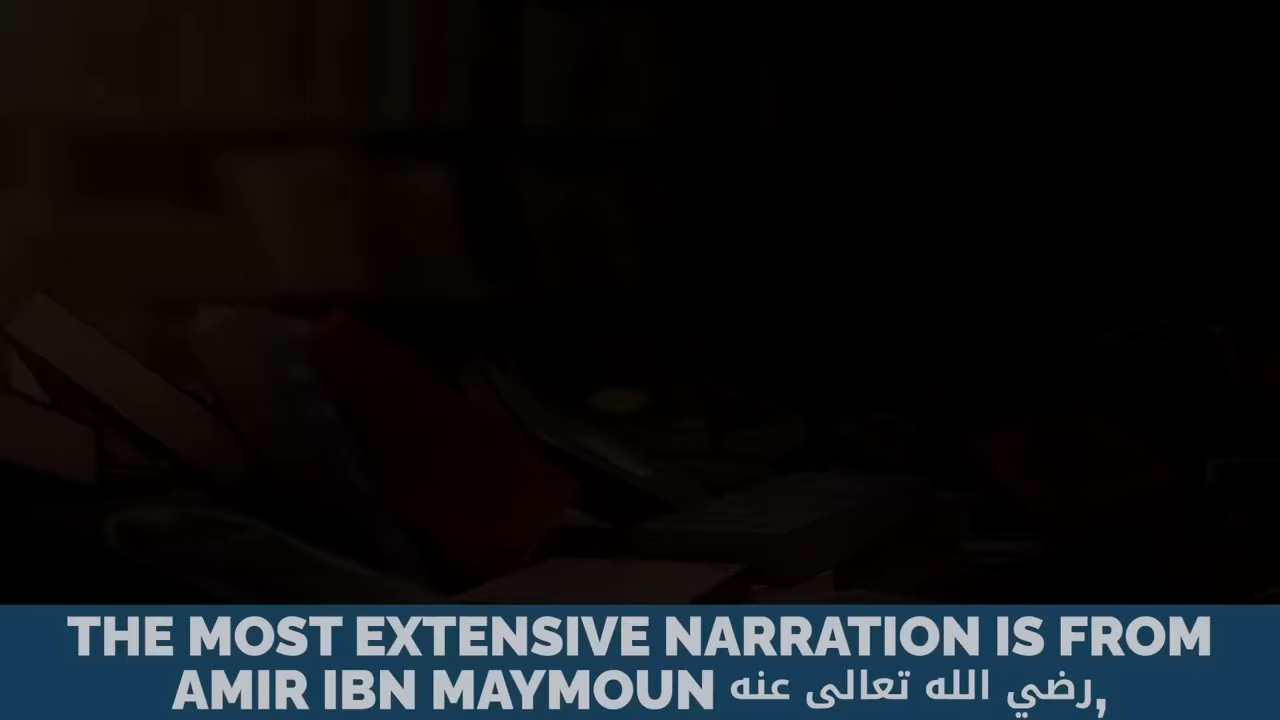 THE MOST EXTENSIVE NARRATION IS FROM
AMIR IBN MAYMOUN رضي الله تعالى عنه,